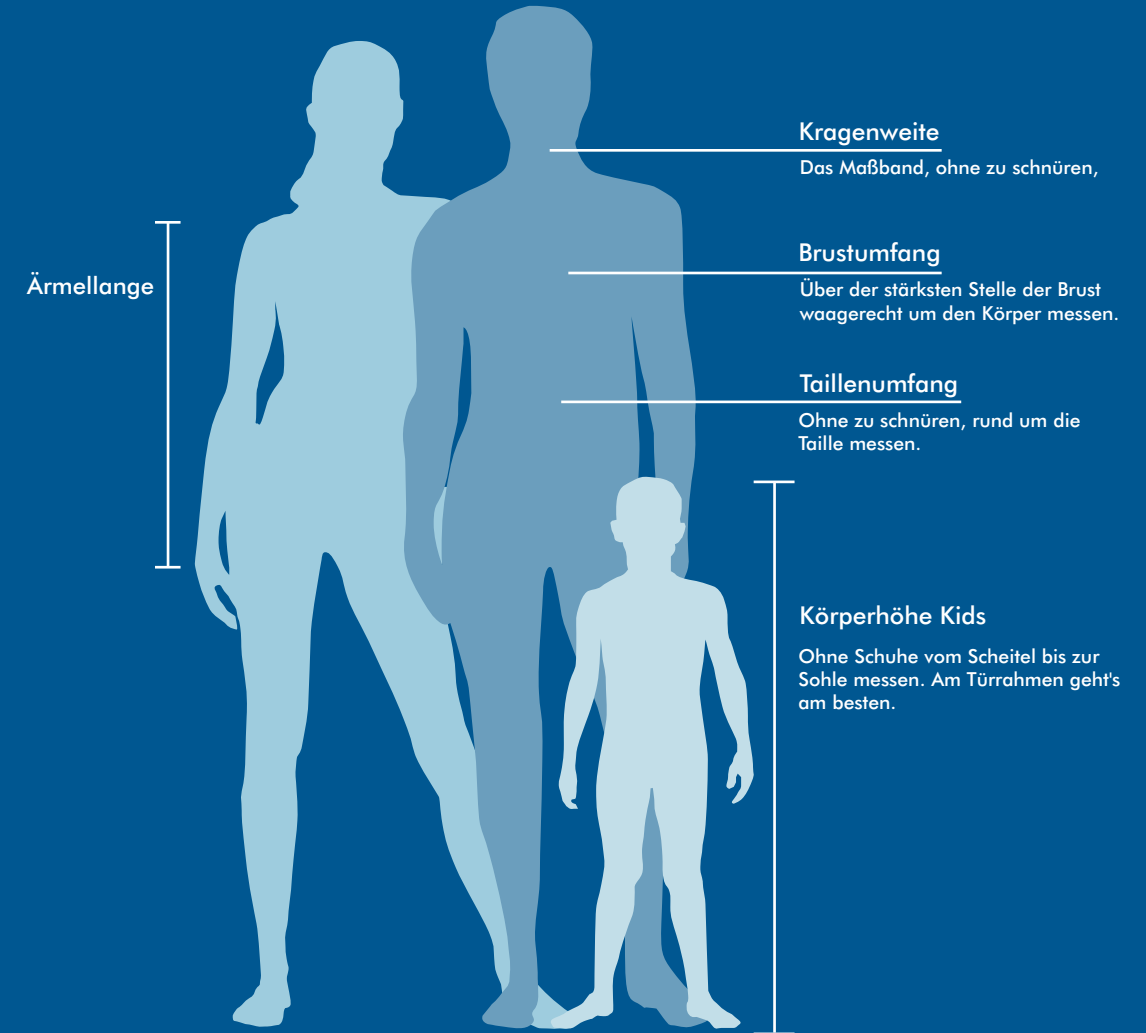 Kragenweite
Das Maßband, ohne zu schnüren,
Brustumfang
Über der stärksten Stelle der Brust
waagerecht um den Körper messen.
Ärmellange
Taillenumfang
Ohne zu schnüren, rund um die
Taille messen.
Körperhöhe Kids
Ohne Schuhe vom Scheitel bis zur
Sohle messen. Am Türrahmen geht's
am besten.